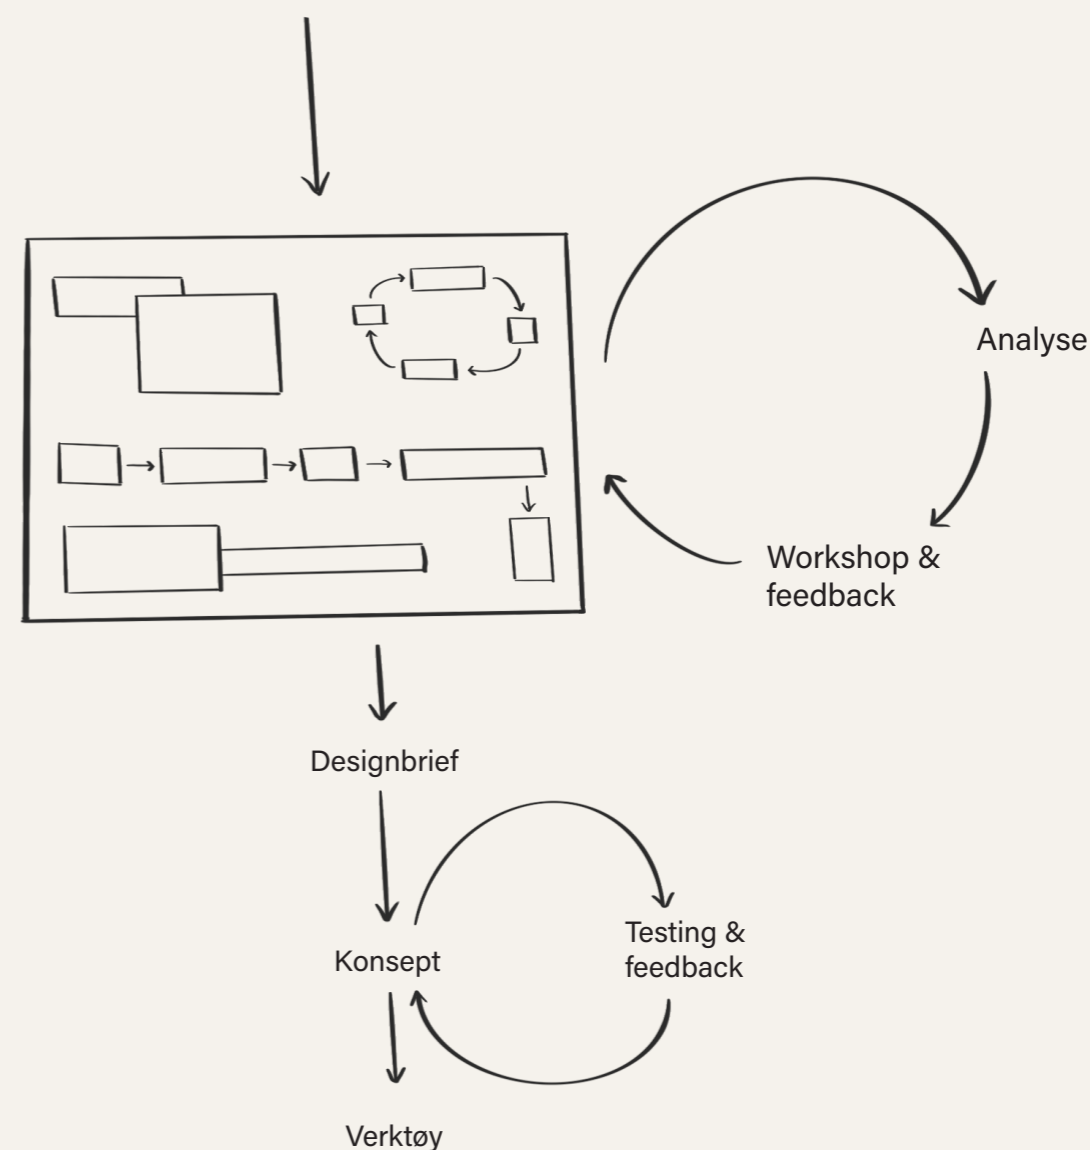 Analyse
Workshop &
feedback
Designbrief
Testing &
feedback
Konsept
Verktøy